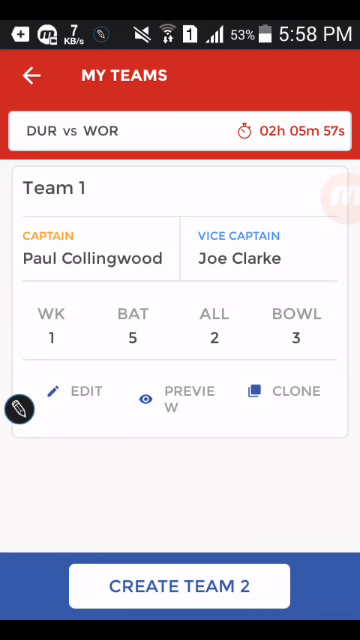 7 KB/s 1 53% 5:58 PM
MY TEAMS
DUR vs WOR 02h 05m 57s
Team 1
CAPTAIN VICE CAPTAIN
Paul Collingwood Joe Clarke
WK BAT ALL BOWL
1 5 2 3
EDIT PREVIE CLONE
W
CREATE TEAM 2